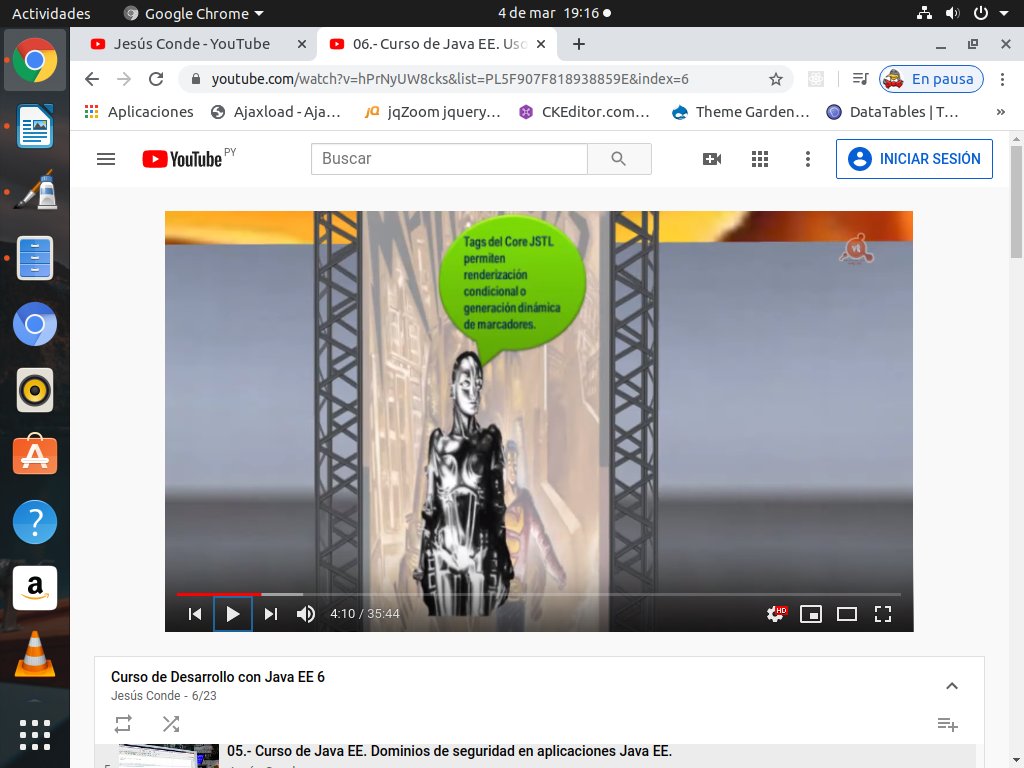 Actividades
Google Chrome
4 de mar 19:16
Jesús Conde - YouTube
06.- Curso de Java EE. Uso
youtube.com/watch?v=hPrNyUW8cks&list=PL5F907F818938859E&index=6
En pausa
Aplicaciones
Ajaxload - Aja...
jqZoom jquery...
CKEditor.com...
Theme Garden...
DataTables | T...
»
YouTube PY
Buscar
INICIAR SESIÓN
Tags del Core JSTL
permiten
renderización
condicional o
generación dinámica
de marcadores.
vtc
4:10 / 35:44
HD
Curso de Desarrollo con Java EE 6
Jesús Conde - 6/23
05.- Curso de Java EE. Dominios de seguridad en aplicaciones Java EE.